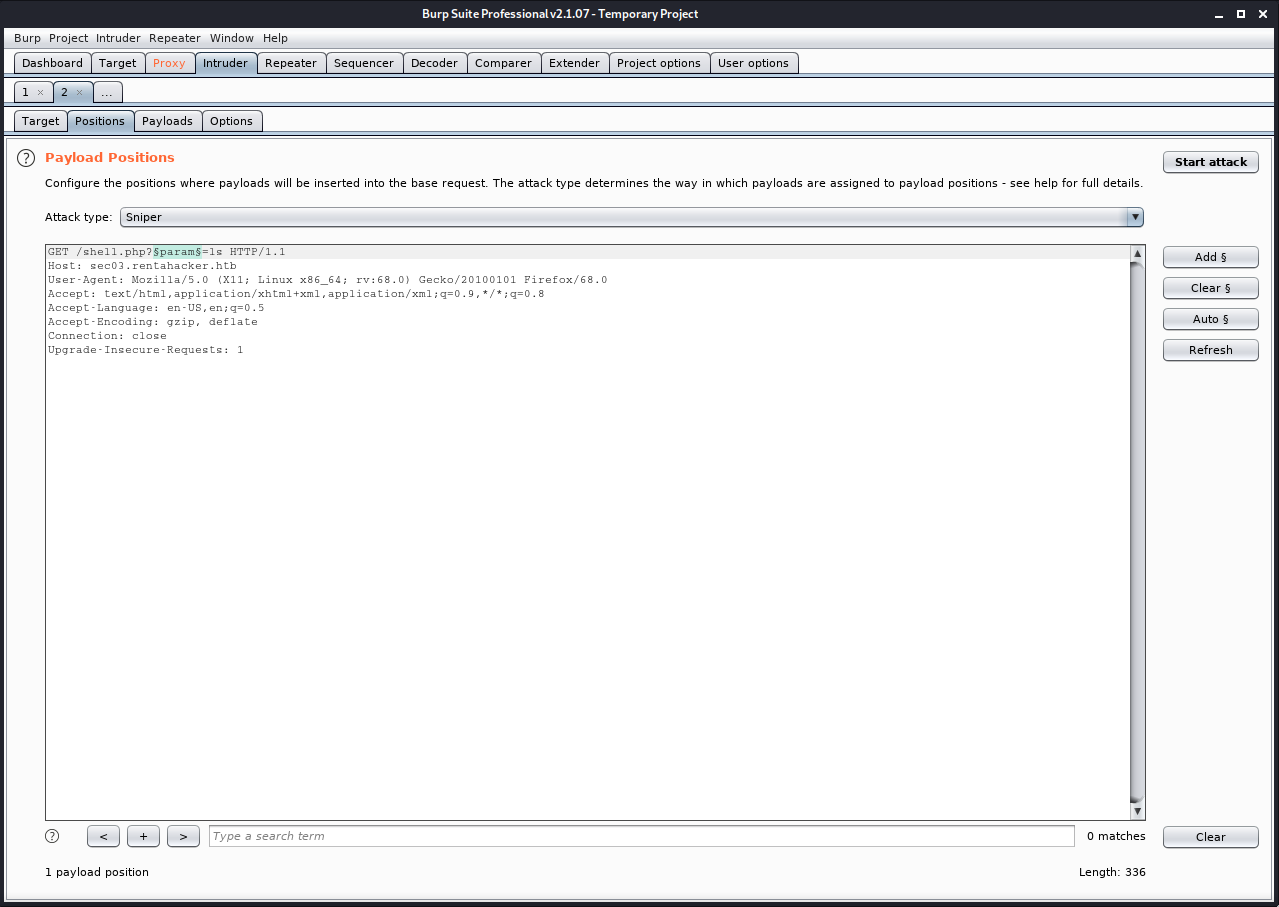 Burp Suite Professional v2.1.07 - Temporary Project
Burp Project Intruder Repeater Window Help
Dashboard Target Proxy Intruder Repeater Sequencer Decoder Comparer Extender Project options User options
1 × 2 × ...
Target Positions Payloads Options
? Payload Positions
Start attack
Configure the positions where payloads will be inserted into the base request. The attack type determines the way in which payloads are assigned to payload positions - see help for full details.
Attack type: Sniper
GET /shell.php?§param§=ls HTTP/1.1
Host: sec03.rentahacker.htb
User-Agent: Mozilla/5.0 (X11; Linux x86_64; rv:68.0) Gecko/20100101 Firefox/68.0
Accept: text/html,application/xhtml+xml,application/xml;q=0.9,*/*;q=0.8
Accept-Language: en-US,en;q=0.5
Accept-Encoding: gzip, deflate
Connection: close
Upgrade-Insecure-Requests: 1
Add §
Clear §
Auto §
Refresh
? < + > Type a search term 0 matches Clear
1 payload position Length: 336